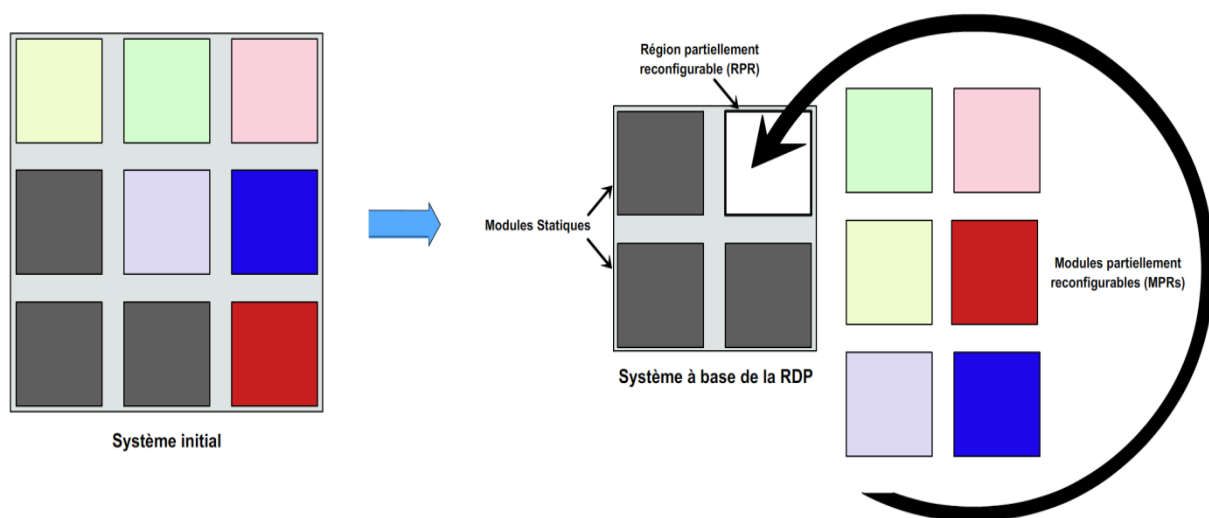 Région partiellement
reconfigurable (RPR)
Modules Statiques
Modules partiellement
reconfigurables (MPRs)
Système à base de la RDP
Système initial